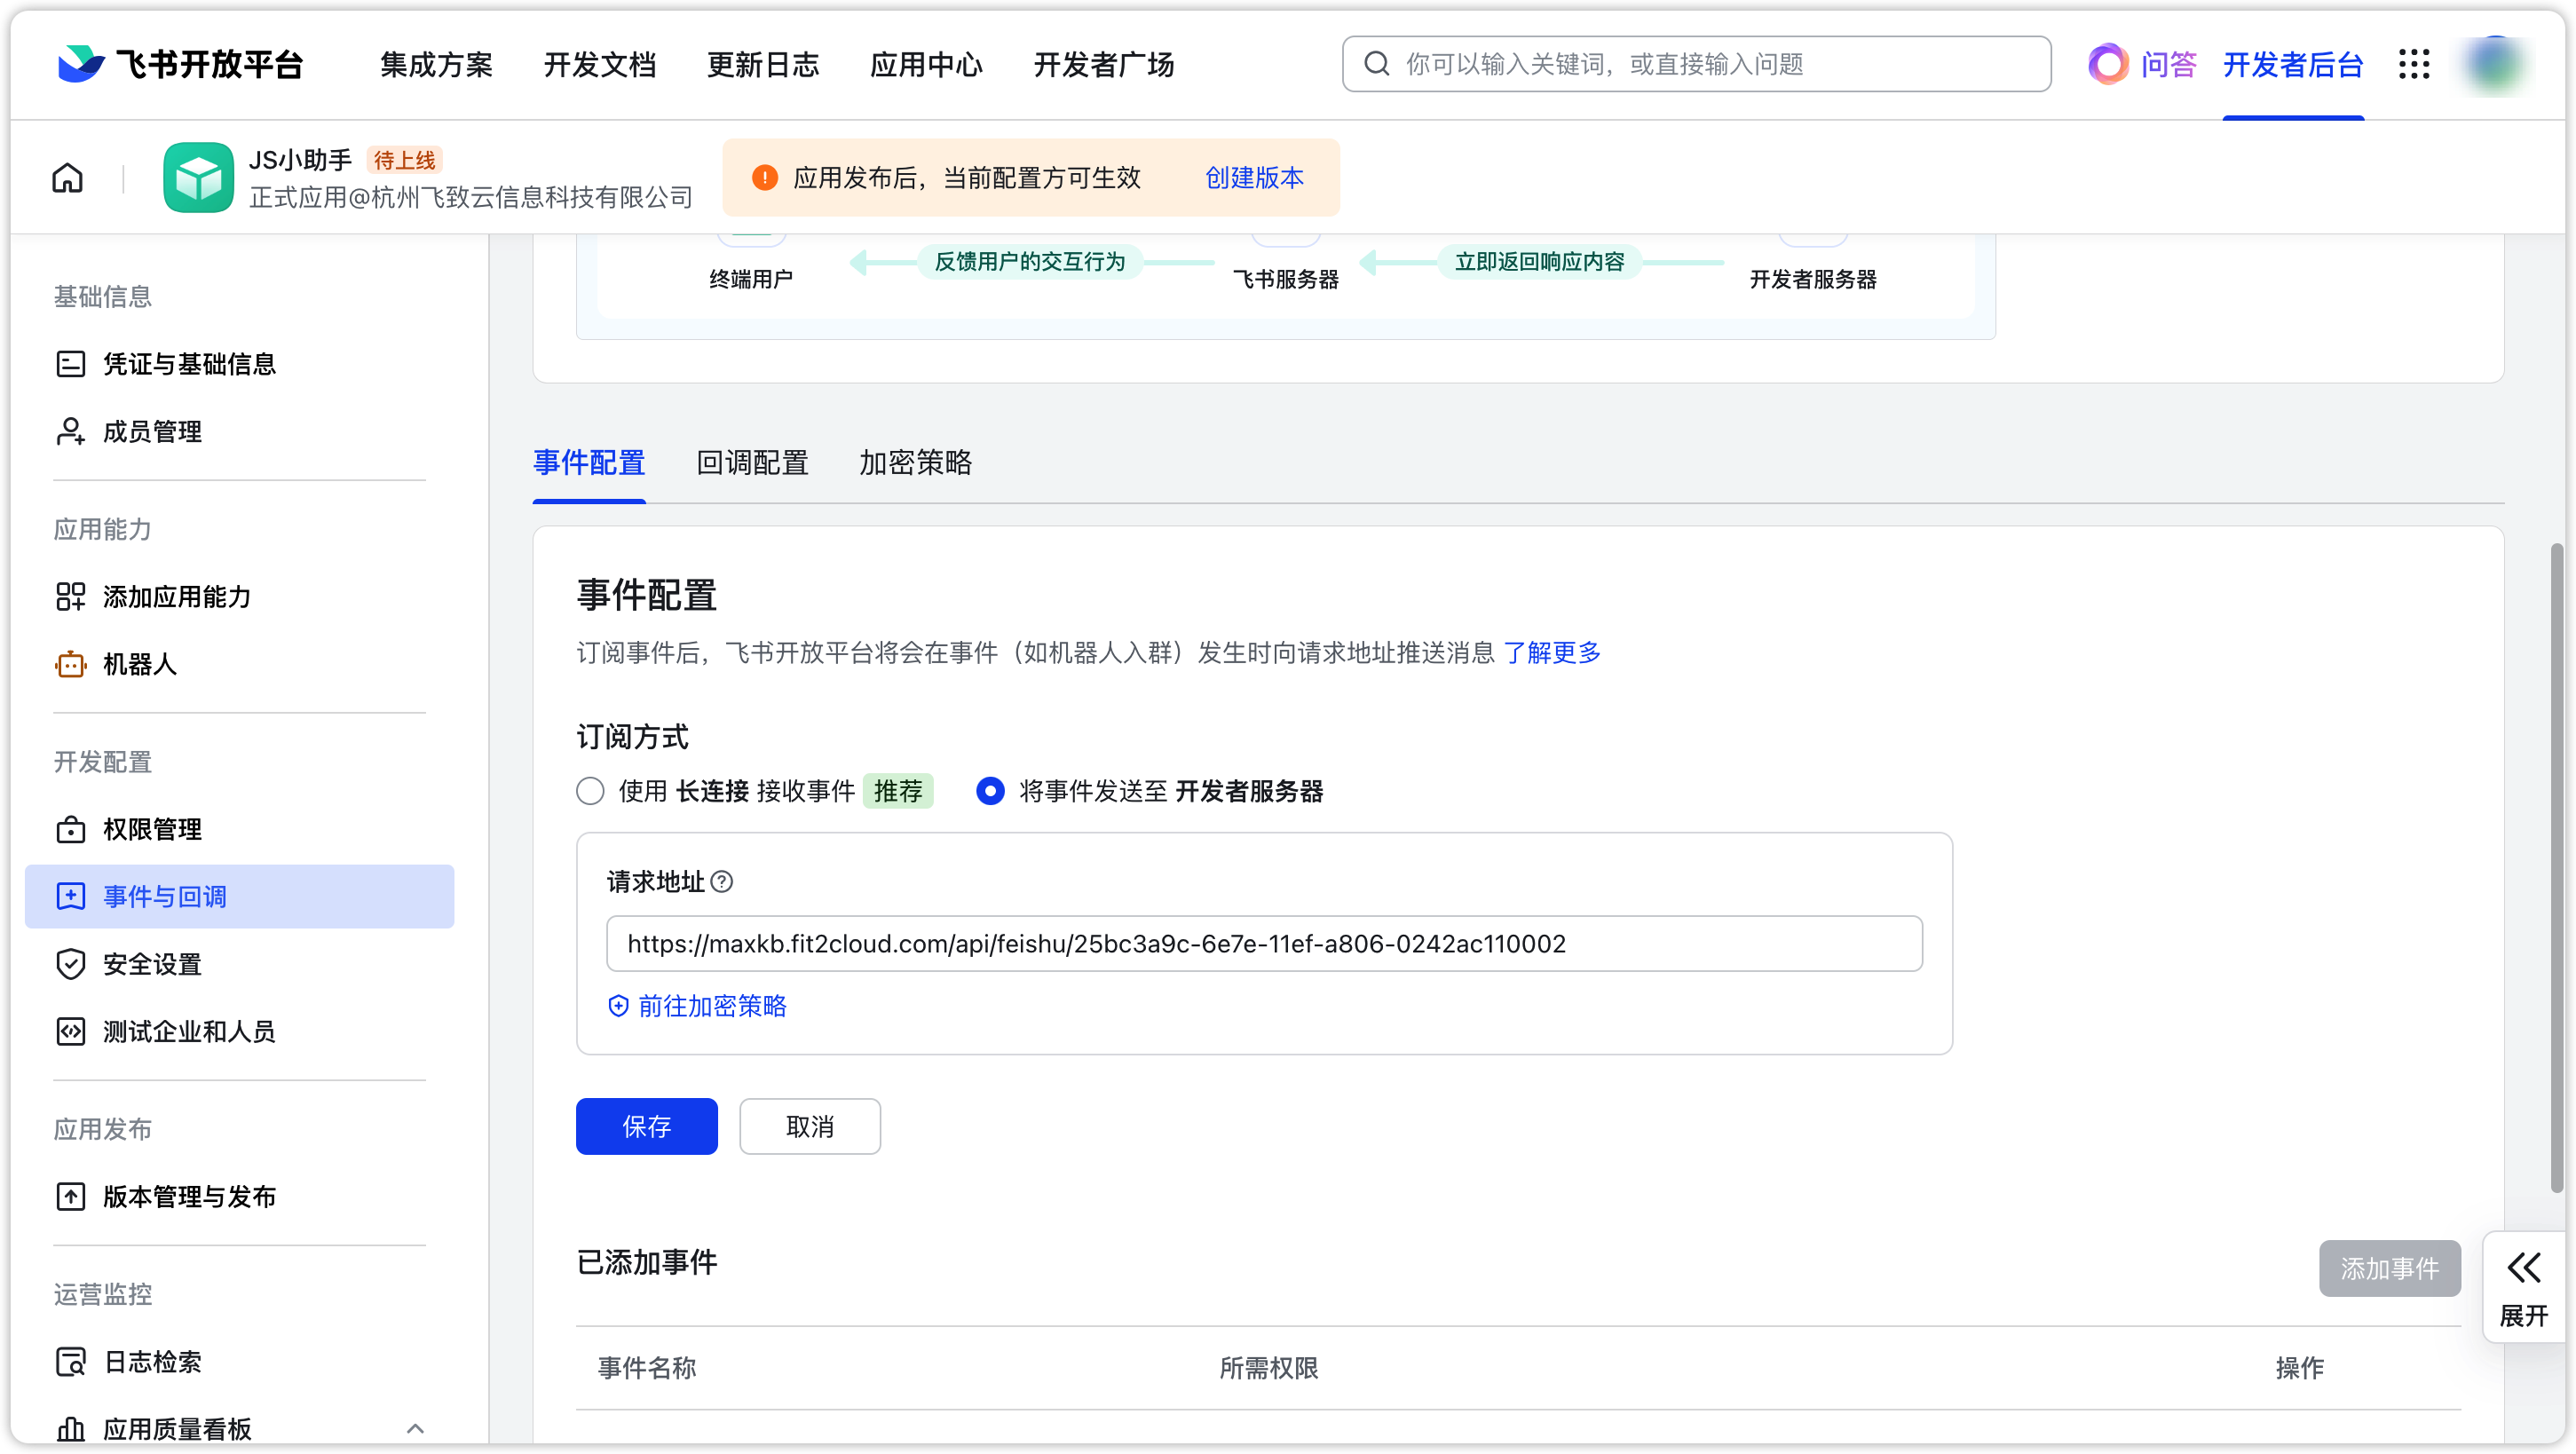 飞书开放平台
集成方案
开发文档
更新日志
应用中心
开发者广场
你可以输入关键词，或直接输入问题
问答
开发者后台
JS小助手 待上线
正式应用@杭州飞致云信息科技有限公司
应用发布后，当前配置方可生效 创建版本
基础信息
凭证与基础信息
成员管理
应用能力
添加应用能力
机器人
开发配置
权限管理
事件与回调
安全设置
测试企业和人员
应用发布
版本管理与发布
运营监控
日志检索
应用质量看板
反馈用户的交互行为
立即返回响应内容
终端用户
飞书服务器
开发者服务器
事件配置
回调配置
加密策略
事件配置
订阅事件后，飞书开放平台将会在事件（如机器人入群）发生时向请求地址推送消息 了解更多
订阅方式
使用 长连接 接收事件 推荐
将事件发送至 开发者服务器
请求地址
https://maxkb.fit2cloud.com/api/feishu/25bc3a9c-6e7e-11ef-a806-0242ac110002
前往加密策略
保存
取消
已添加事件
添加事件
事件名称
所需权限
操作
展开